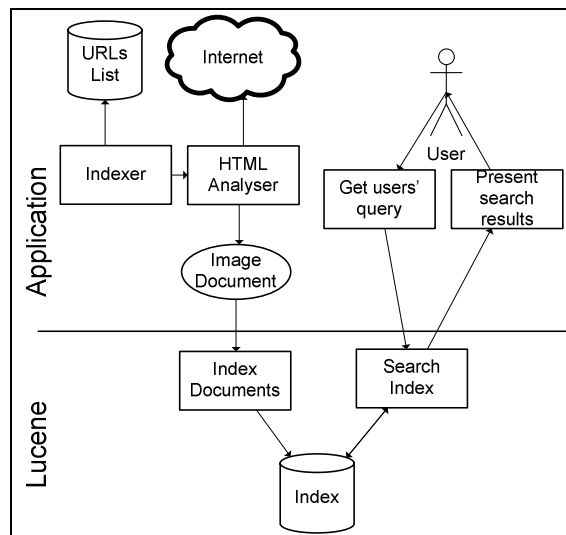 URLs
List
Internet
Indexer
HTML
Analyser
User
Get users’
query
Present
search
results
Image
Document
Application
Index
Documents
Search
Index
Index
Lucene